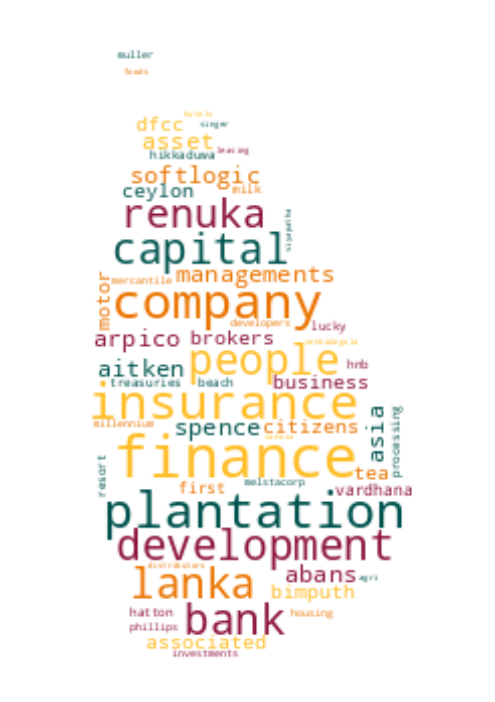 muller
foods
hotels
dfcc singer
asset
hikkaduwa leasing
softlogic
ceylon milk
renuka
siyapatha
capital
managements
motor mercantile
company
developers lucky
arpico brokers
people
aitken hnb
treasuries beach business
insurance
millennium
spence citizens
asia
processing
finance
tea
resort
first melstacorp vardhana
plantation
development
distributors
lanka abans agri
bimputh
hatton bank housing
phillips
associated
investments